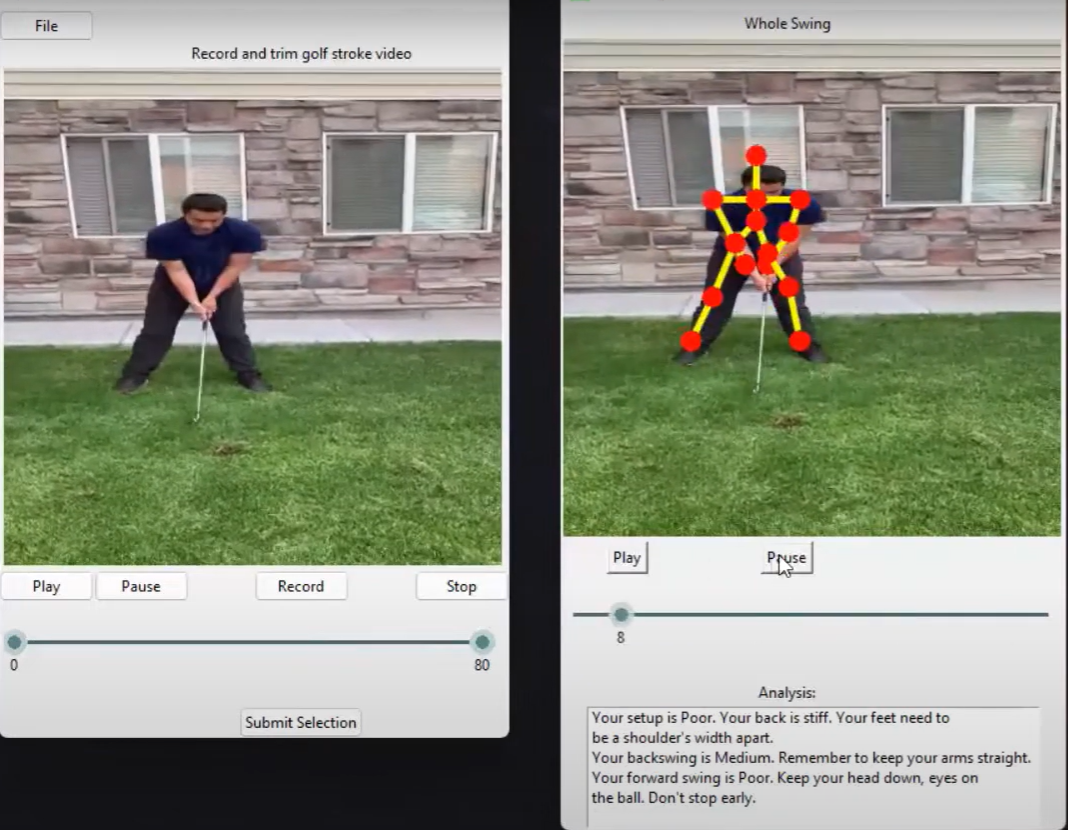 File
Record and trim golf stroke video
Play
Pause
Record
Stop
0
80
Submit Selection
Whole Swing
Play
Pause
8
Analysis:
Your setup is Poor. Your back is stiff. Your feet need to
be a shoulder's width apart.
Your backswing is Medium. Remember to keep your arms straight.
Your forward swing is Poor. Keep your head down, eyes on
the ball. Don't stop early.